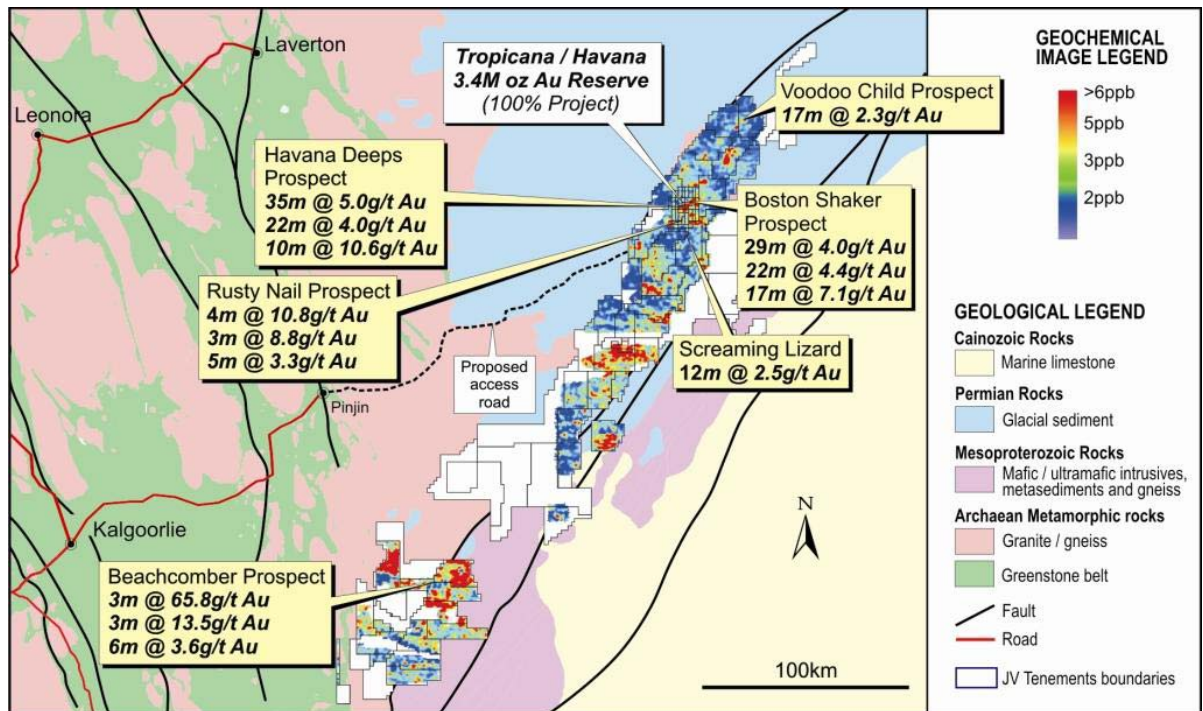 Laverton
Leonora
Tropicana / Havana
3.4M oz Au Reserve
(100% Project)
Voodoo Child Prospect
17m @ 2.3g/t Au
Havana Deeps
Prospect
35m @ 5.0g/t Au
22m @ 4.0g/t Au
10m @ 10.6g/t Au
Boston Shaker
Prospect
29m @ 4.0g/t Au
22m @ 4.4g/t Au
17m @ 7.1g/t Au
Rusty Nail Prospect
4m @ 10.8g/t Au
3m @ 8.8g/t Au
5m @ 3.3g/t Au
Screaming Lizard
12m @ 2.5g/t Au
Proposed
access
road
Pinjin
Kalgoorlie
Beachcomber Prospect
3m @ 65.8g/t Au
3m @ 13.5g/t Au
6m @ 3.6g/t Au
N
100km
GEOCHEMICAL
IMAGE LEGEND
>6ppb
5ppb
3ppb
2ppb
GEOLOGICAL LEGEND
Cainozoic Rocks
Marine limestone
Permian Rocks
Glacial sediment
Mesoproterozoic Rocks
Mafic / ultramafic intrusives,
metasediments and gneiss
Archaean Metamorphic rocks
Granite / gneiss
Greenstone belt
Fault
Road
JV Tenements boundaries